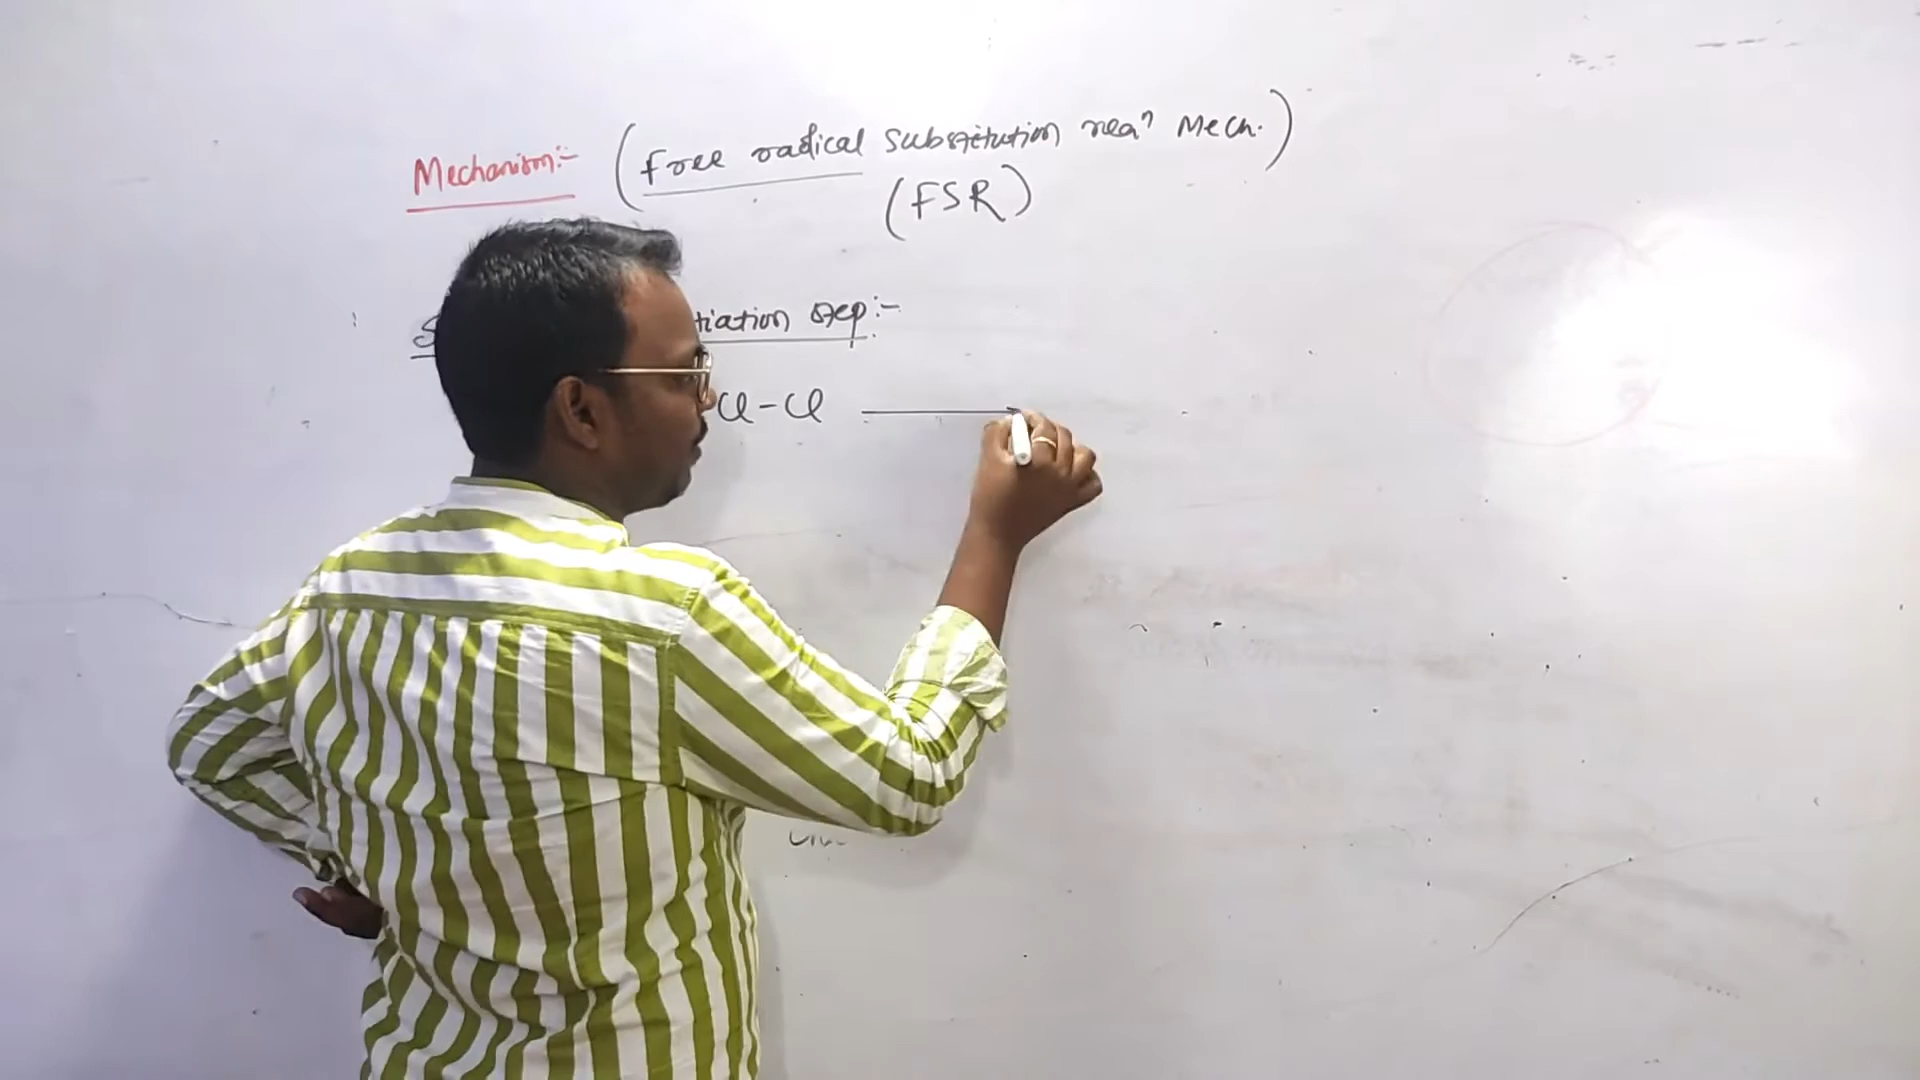 Mechanism:- (Free radical substitution reaⁿ Mech.)
(FSR)
tiation step:-
Cl-Cl